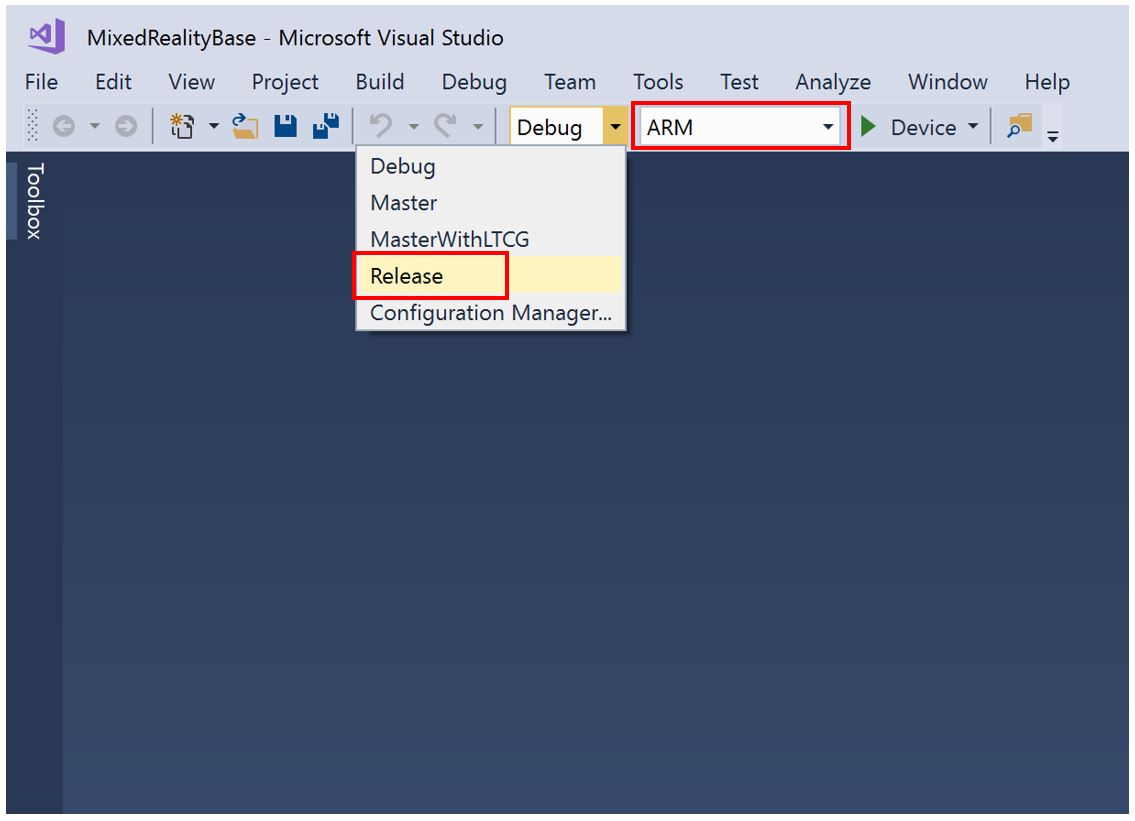 MixedRealityBase - Microsoft Visual Studio
File Edit View Project Build Debug Team Tools Test Analyze Window Help
Debug ARM Device
Toolbox
Debug
Master
MasterWithLTCG
Release
Configuration Manager...